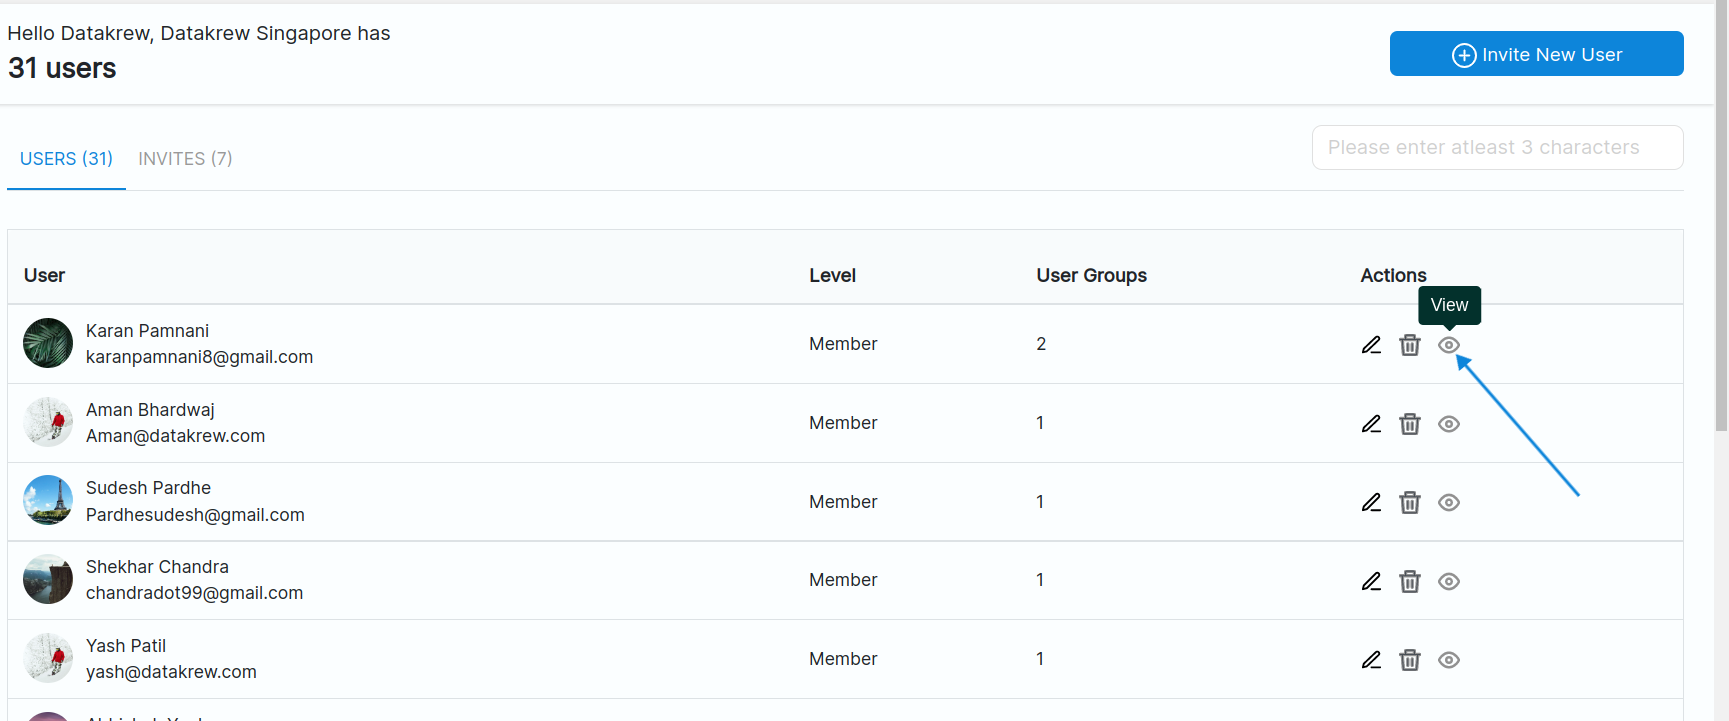 Hello Datakrew, Datakrew Singapore has
31 users
Invite New User
USERS (31) INVITES (7)
Please enter atleast 3 characters
User Level User Groups Actions
View
Karan Pamnani
karanpamnani8@gmail.com
Member 2
Aman Bhardwaj
Aman@datakrew.com
Member 1
Sudesh Pardhe
Pardhesudesh@gmail.com
Member 1
Shekhar Chandra
chandradot99@gmail.com
Member 1
Yash Patil
yash@datakrew.com
Member 1